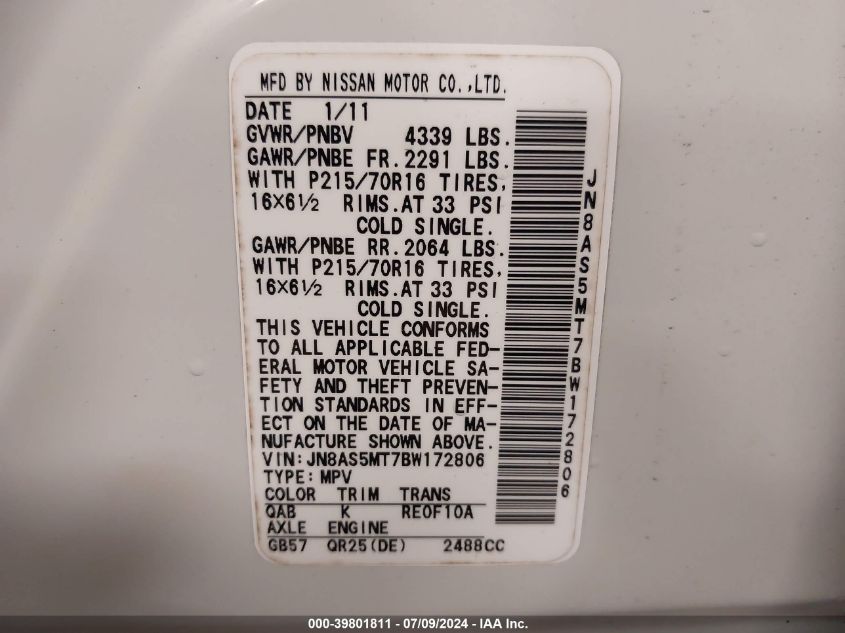 MFD BY NISSAN MOTOR CO.,LTD.
DATE 1/11
GVWR/PNBV 4339 LBS.
GAWR/PNBE FR.2291 LBS.
WITH P215/70R16 TIRES,
16×6½ RIMS.AT 33 PSI
COLD SINGLE.
GAWR/PNBE RR.2064 LBS.
WITH P215/70R16 TIRES,
16×6½ RIMS.AT 33 PSI
COLD SINGLE.
THIS VEHICLE CONFORMS
TO ALL APPLICABLE FED-
ERAL MOTOR VEHICLE SA-
FETY AND THEFT PREVEN-
TION STANDARDS IN EFF-
ECT ON THE DATE OF MA-
NUFACTURE SHOWN ABOVE.
VIN:JN8AS5MT7BW172806
TYPE:MPV
COLOR TRIM TRANS
QAB K RE0F10A
AXLE ENGINE
GB57 QR25(DE) 2488CC
JN8AS5MT7BW172806
000-39801811 - 07/09/2024 - IAA Inc.